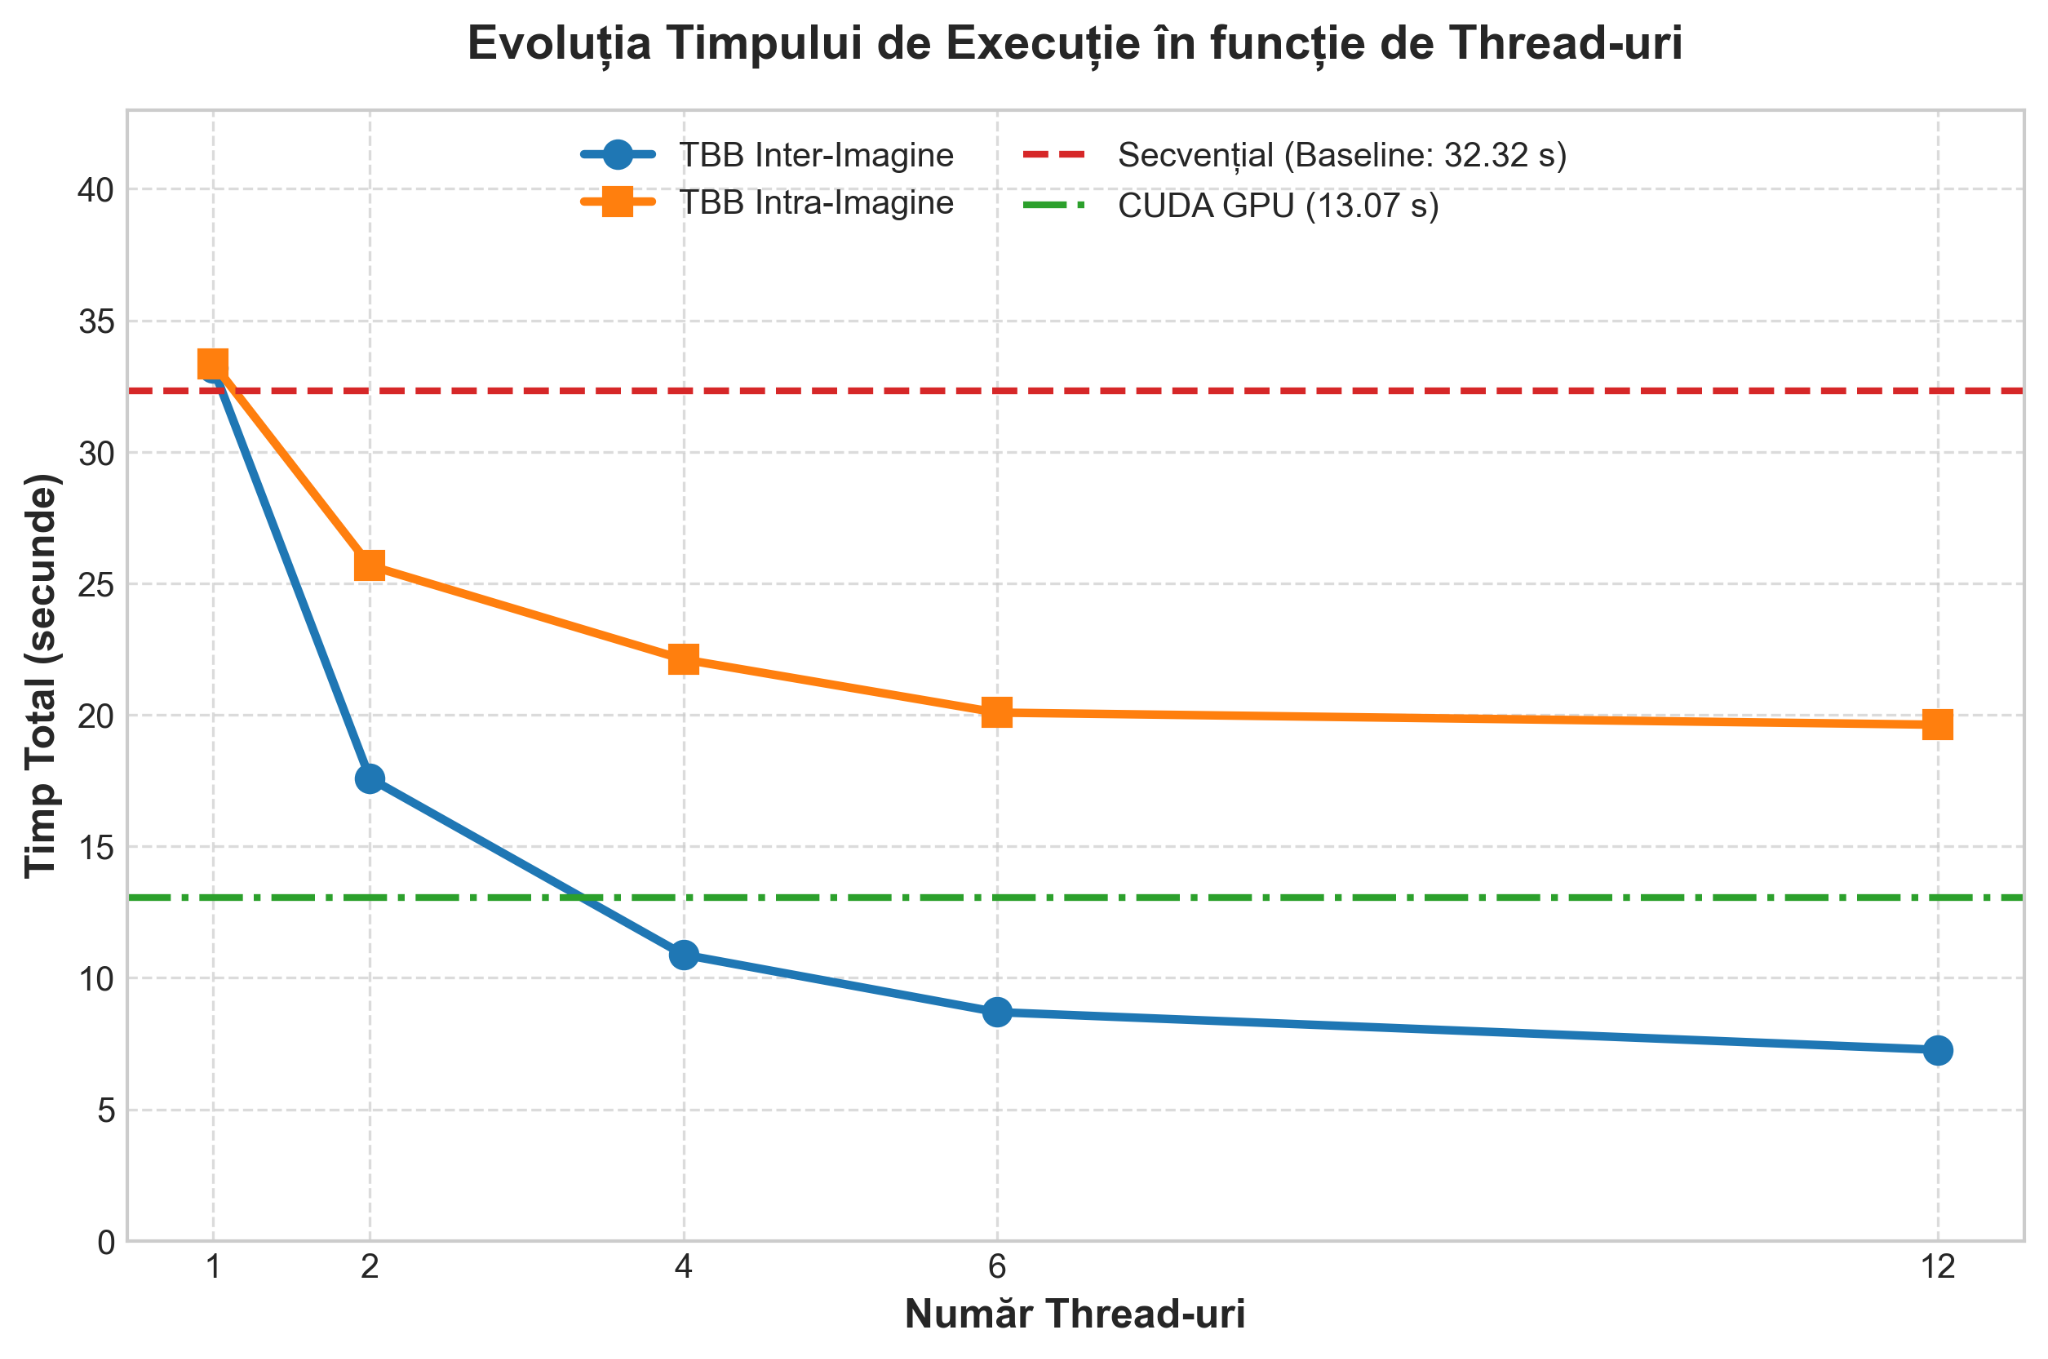 Evoluția Timpului de Execuție în funcție de Thread-uri
TBB Inter-Imagine
TBB Intra-Imagine
Secvențial (Baseline: 32.32 s)
CUDA GPU (13.07 s)
Timp Total (secunde)
40
35
30
25
20
15
10
5
0
1 2 4 6 12
Număr Thread-uri